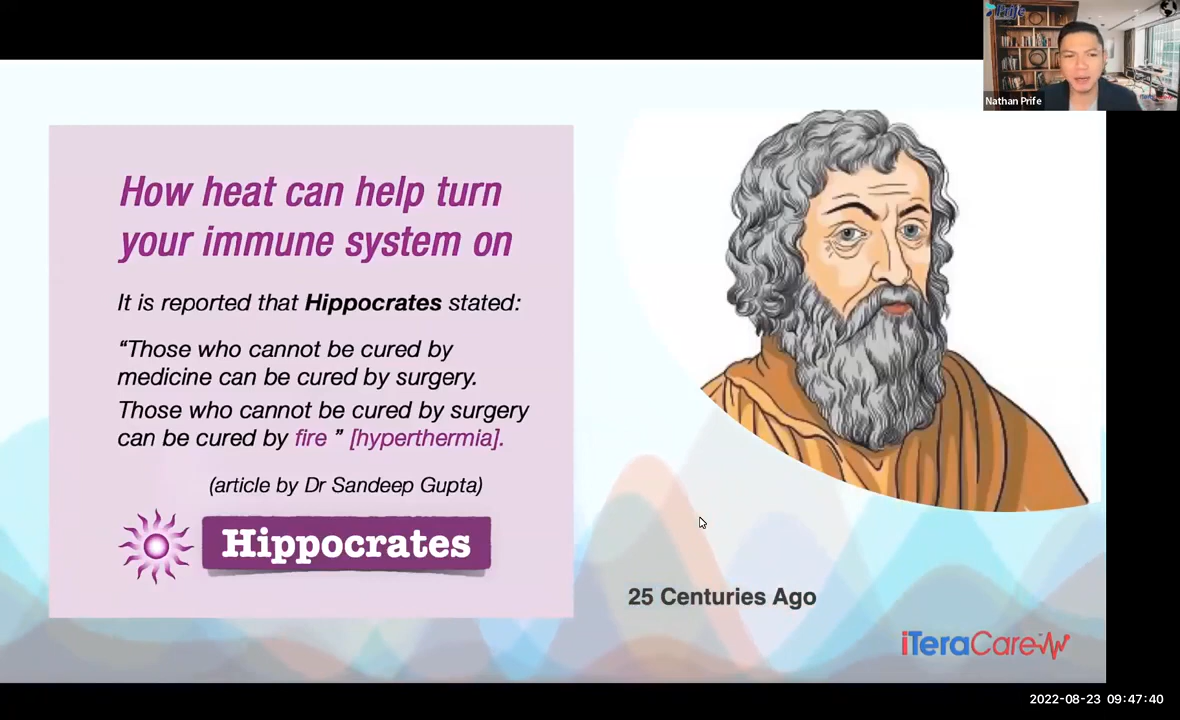 Prife
Nathan Prife
How heat can help turn
your immune system on
It is reported that Hippocrates stated:
“Those who cannot be cured by
medicine can be cured by surgery.
Those who cannot be cured by surgery
can be cured by fire ” [hyperthermia].
(article by Dr Sandeep Gupta)
Hippocrates
25 Centuries Ago
iTeraCare
2022-08-23 09:47:40